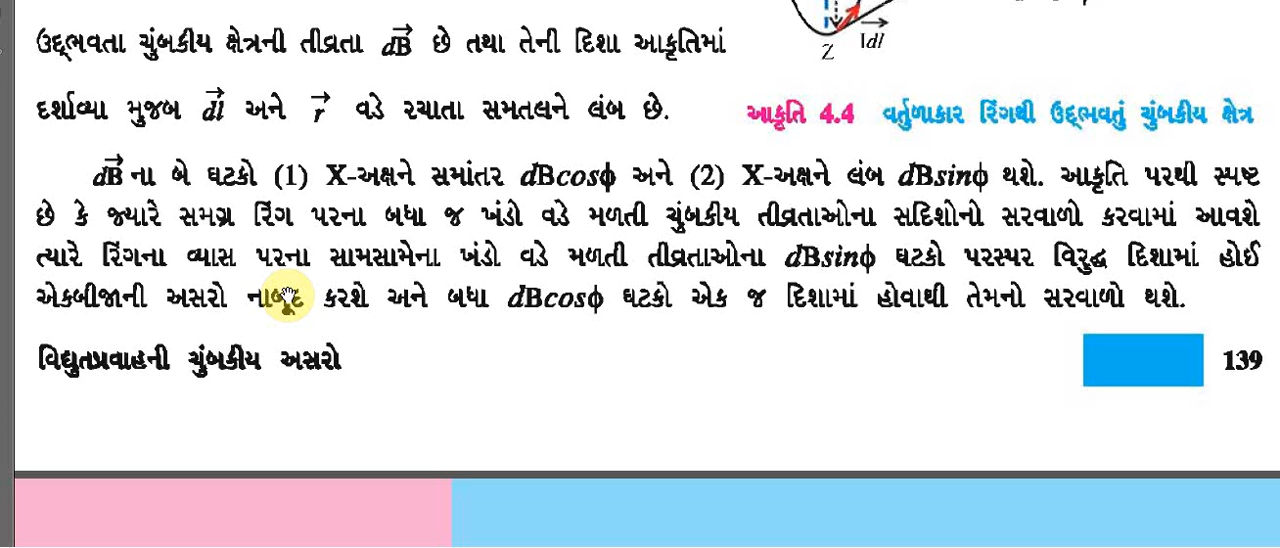 Z
Idl
ઉદ્ભવતા ચુંબકીય ક્ષેત્રની તીવ્રતા dB⃗ છે તથા તેની દિશા આકૃતિમાં
દર્શાવ્યા મુજબ dl⃗ અને r⃗ વડે રચાતા સમતલને લંબ છે.
આકૃતિ 4.4 વર્તુળાકાર રિંગથી ઉદ્ભવતું ચુંબકીય ક્ષેત્ર
dB⃗ ના બે ઘટકો (1) X-અક્ષને સમાંતર dBcosϕ અને (2) X-અક્ષને લંબ dBsinϕ થશે. આકૃતિ પરથી સ્પષ્ટ
છે કે જ્યારે સમગ્ર રિંગ પરના બધા જ ખંડો વડે મળતી ચુંબકીય તીવ્રતાઓના સદિશોનો સરવાળો કરવામાં આવશે
ત્યારે રિંગના વ્યાસ પરના સામસામેના ખંડો વડે મળતી તીવ્રતાઓના dBsinϕ ઘટકો પરસ્પર વિરુદ્ધ દિશામાં હોઈ
એકબીજાની અસરો નાબૂદ કરશે અને બધા dBcosϕ ઘટકો એક જ દિશામાં હોવાથી તેમનો સરવાળો થશે.
વિદ્યુતપ્રવાહની ચુંબકીય અસરો
139